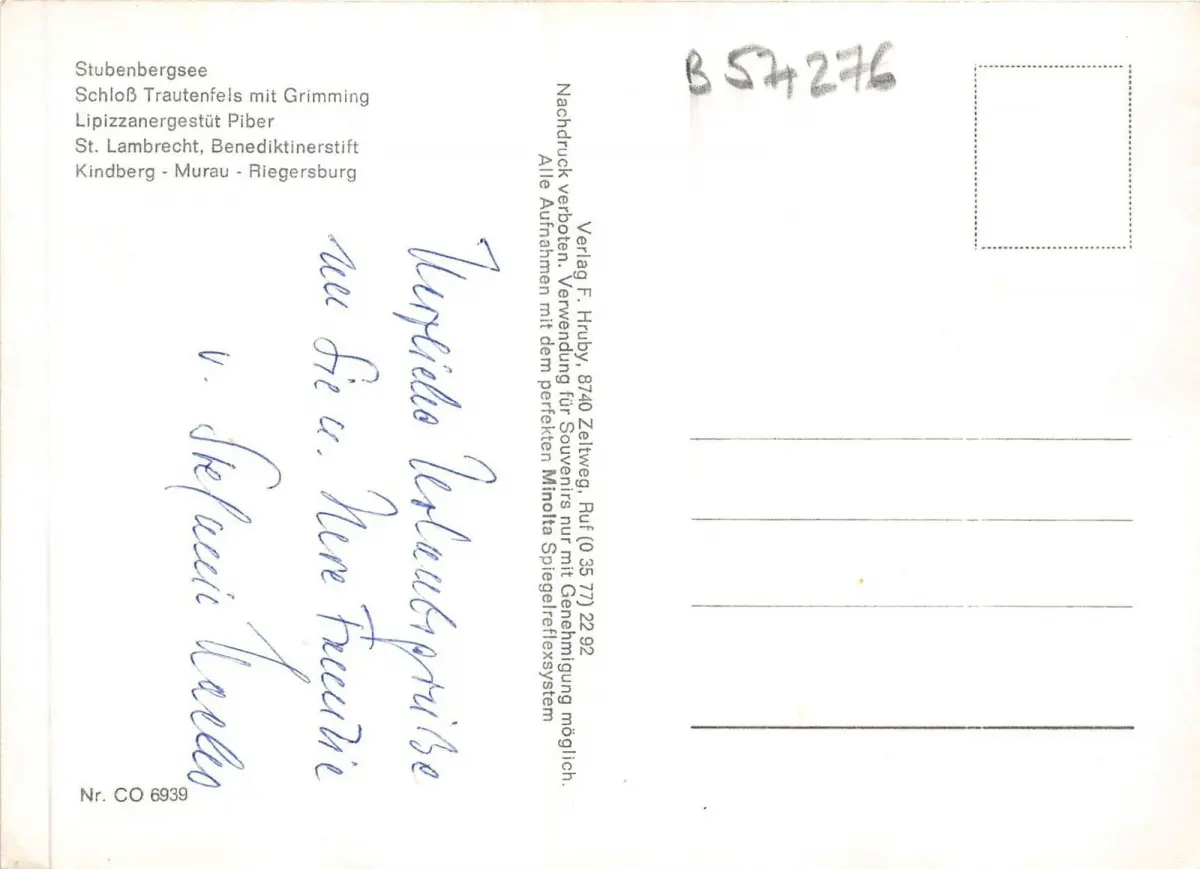 Stubenbergsee
Schloß Trautenfels mit Grimming
Lipizzanergestüt Piber
St. Lambrecht, Benediktinerstift
Kindberg - Murau - Riegersburg
Herzliche Urlaubsgrüße
an Sie u. Ihre Familie
v. Stefanie
Nr. CO 6939
Verlag F. Hruby, 8740 Zeltweg, Ruf (0 35 77) 22 92
Nachdruck verboten. Verwendung für Souvenirs nur mit Genehmigung möglich.
Alle Aufnahmen mit dem perfekten Minolta Spiegelreflexsystem
B 57276